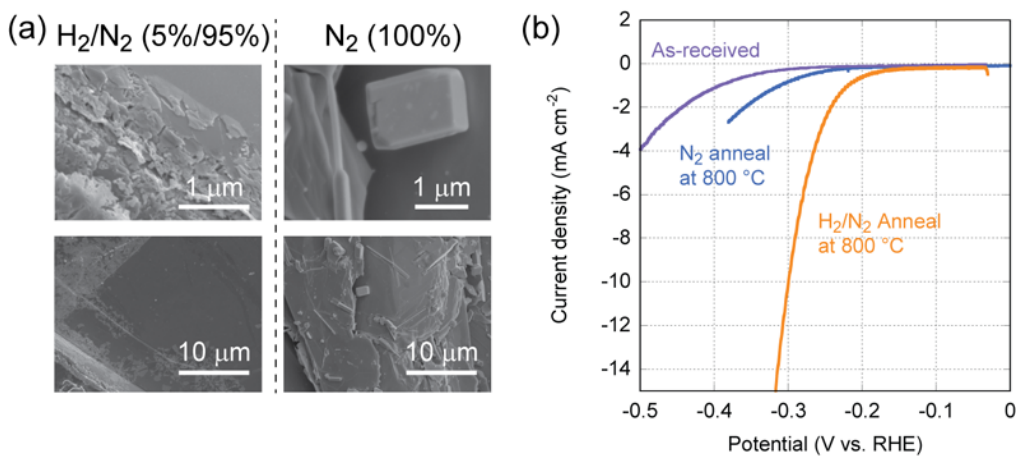 (a)
H2/N2 (5%/95%)
N2 (100%)
1 μm
1 μm
10 μm
10 μm
(b)
2
0
-2
-4
-6
-8
-10
-12
-14
Current density (mA cm-2)
As-received
N2 anneal
at 800 °C
H2/N2 Anneal
at 800 °C
-0.5
-0.4
-0.3
-0.2
-0.1
0
Potential (V vs. RHE)